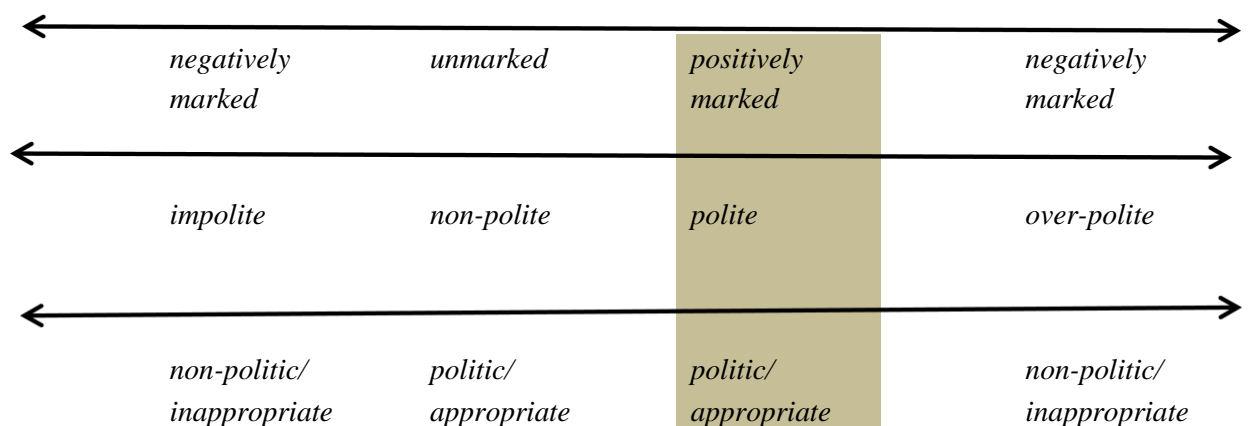 negatively unmarked positively negatively
marked marked marked
impolite non-polite polite over-polite
non-politic/ politic/ politic/ non-politic/
inappropriate appropriate appropriate inappropriate